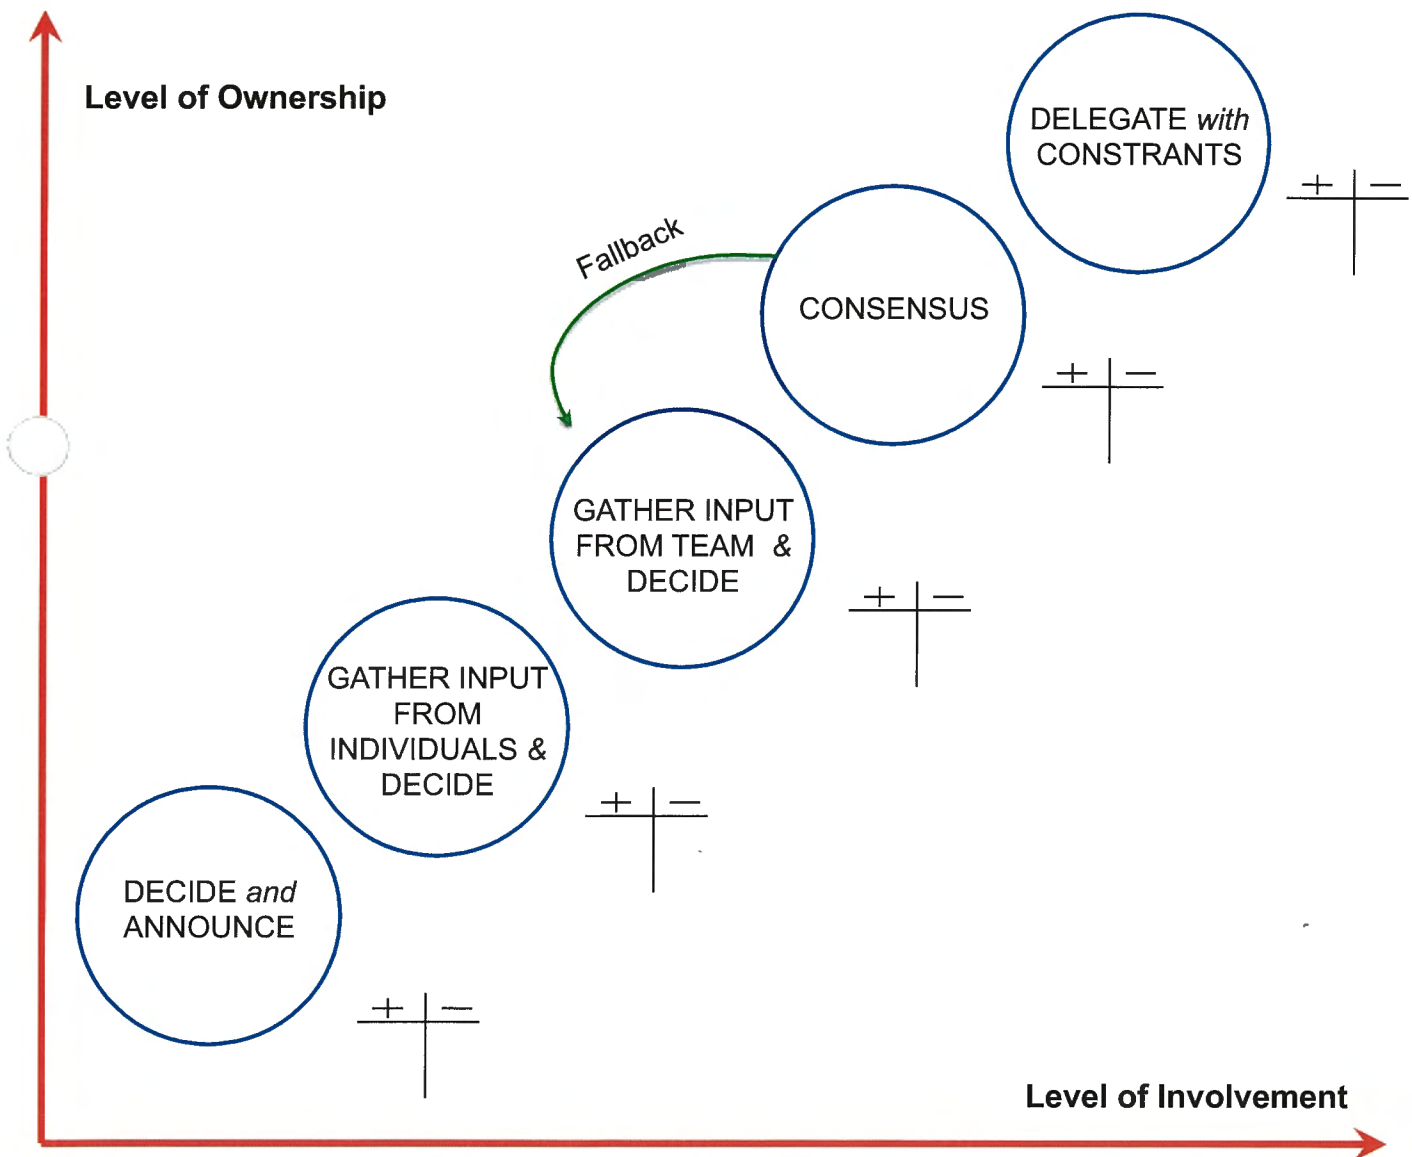 Level of Ownership
DELEGATE with
CONSTRANTS
+ —
Fallback
CONSENSUS
+ —
GATHER INPUT
FROM TEAM &
DECIDE
+ —
GATHER INPUT
FROM
INDIVIDUALS &
DECIDE
+ —
DECIDE and
ANNOUNCE
+ —
Level of Involvement